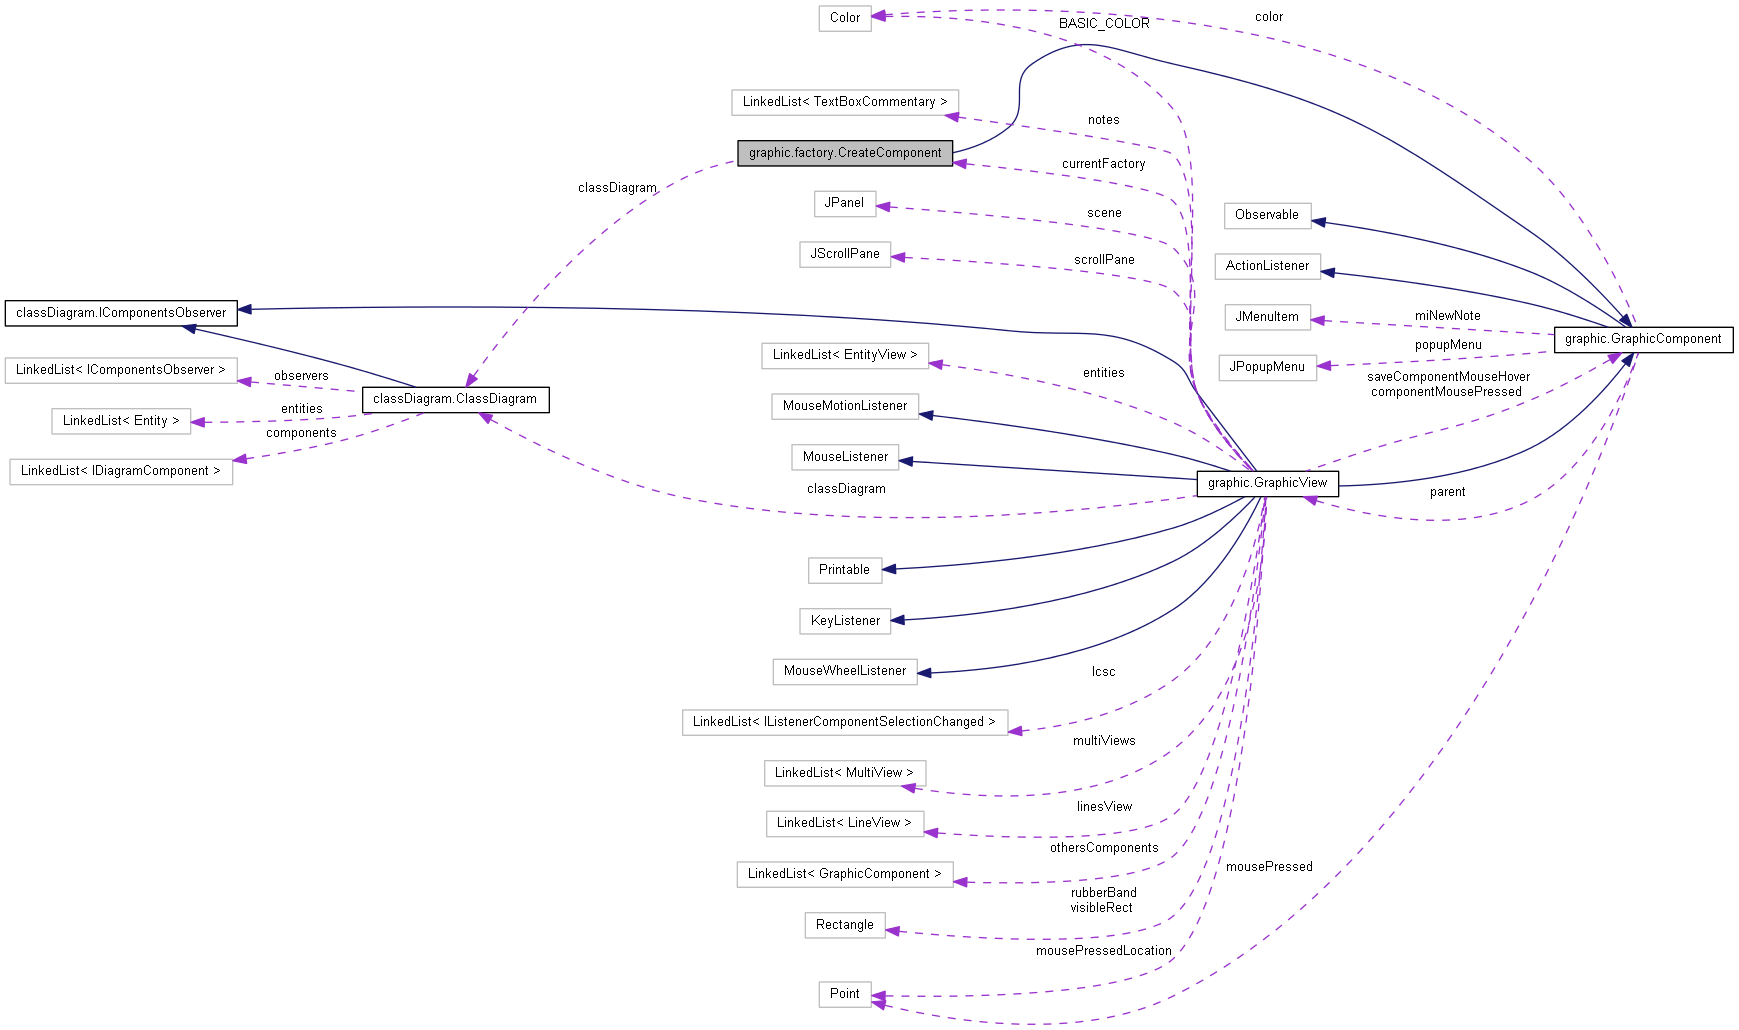 Color
color
BASIC_COLOR
LinkedList< TextBoxCommentary >
notes
graphic.factory.CreateComponent
currentFactory
classDiagram
JPanel
scene
Observable
JScrollPane
scrollPane
ActionListener
classDiagram.IComponentsObserver
JMenuItem
miNewNote
graphic.GraphicComponent
popupMenu
LinkedList< EntityView >
JPopupMenu
LinkedList< IComponentsObserver >
observers
entities
saveComponentMouseHover
componentMousePressed
classDiagram.ClassDiagram
MouseMotionListener
LinkedList< Entity >
entities
components
MouseListener
LinkedList< IDiagramComponent >
graphic.GraphicView
classDiagram
parent
Printable
KeyListener
MouseWheelListener
lcsc
LinkedList< IListenerComponentSelectionChanged >
multiViews
LinkedList< MultiView >
linesView
LinkedList< LineView >
othersComponents
LinkedList< GraphicComponent >
mousePressed
rubberBand
visibleRect
Rectangle
mousePressedLocation
Point